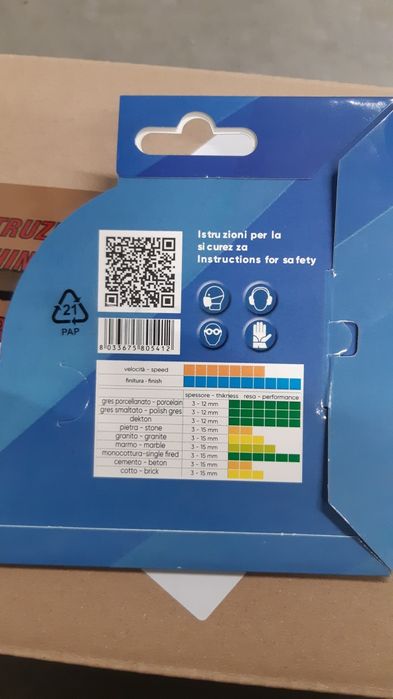 TRUZ
HIN
Istruzioni per la
sicurezza
Instructions for safety
21
PAP
8 033675 805412
velocità - speed
finitura - finish
spessore - thikness resa - performance
gres porcellanato - porcelain 3 - 12 mm
gres smaltato - polish gres 3 - 12 mm
dekton 3 - 12 mm
pietra - stone 3 - 15 mm
granito - granite 3 - 15 mm
marmo - marble 3 - 15 mm
monocottura-single fired 3 - 15 mm
cemento - beton 3 - 15 mm
cotto - brick 3 - 15 mm